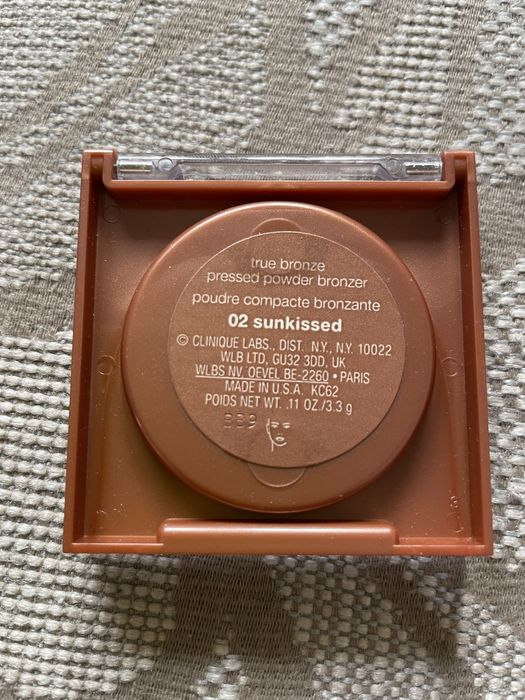 true bronze
pressed powder bronzer
poudre compacte bronzante
02 sunkissed
© CLINIQUE LABS., DIST. N.Y., N.Y. 10022
WLB LTD, GU32 3DD, UK
WLBS NV, OEVEL BE-2260 • PARIS
MADE IN U.S.A. KC62
POIDS NET WT. .11 OZ./3.3 g